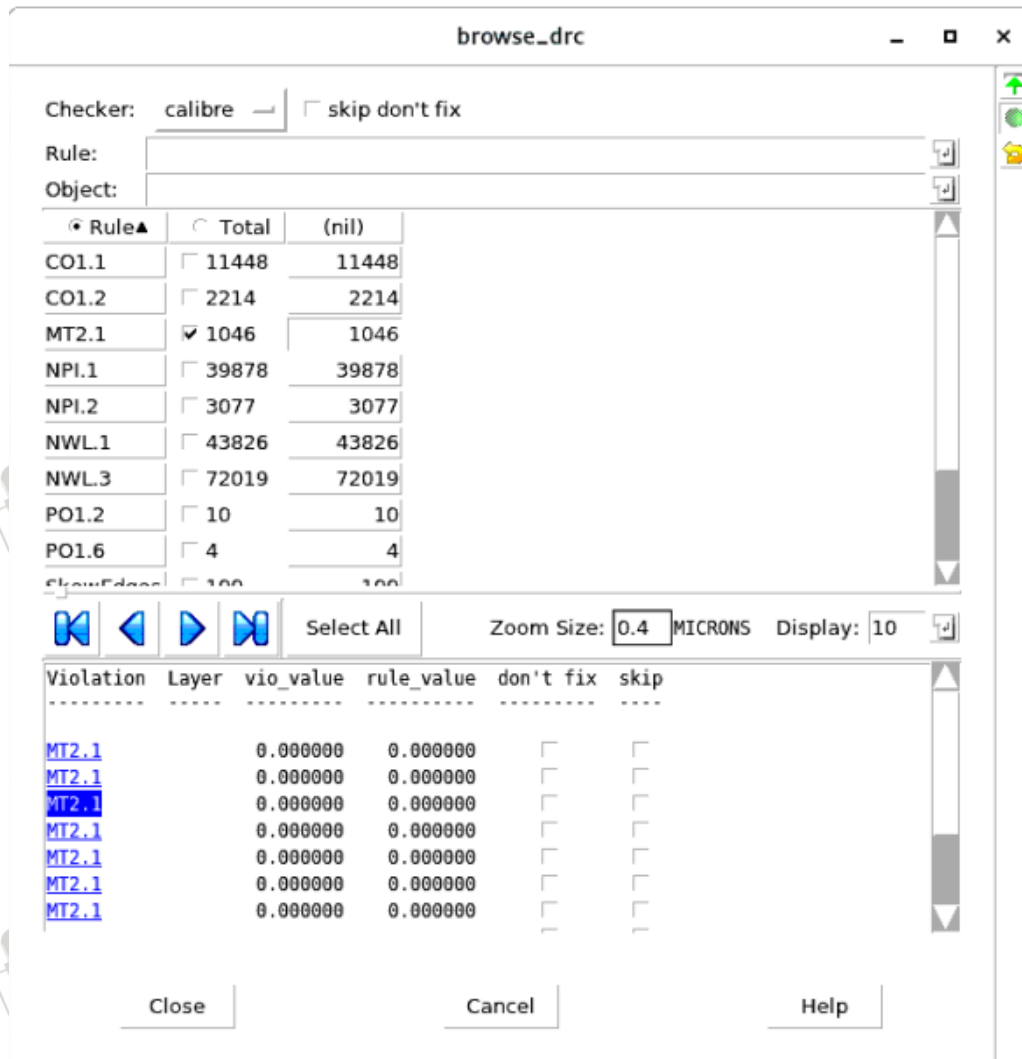 browse_drc
Checker: calibre skip don't fix
Rule:
Object:
Rule▲ Total (nil)
CO1.1 11448 11448
CO1.2 2214 2214
MT2.1 1046 1046
NPI.1 39878 39878
NPI.2 3077 3077
NWL.1 43826 43826
NWL.3 72019 72019
PO1.2 10 10
PO1.6 4 4
Select All Zoom Size: 0.4 MICRONS Display: 10
Violation Layer vio_value rule_value don't fix skip
--------- ----- --------- ---------- --------- ----
MT2.1 0.000000 0.000000
MT2.1 0.000000 0.000000
MT2.1 0.000000 0.000000
MT2.1 0.000000 0.000000
MT2.1 0.000000 0.000000
MT2.1 0.000000 0.000000
MT2.1 0.000000 0.000000
Close Cancel Help